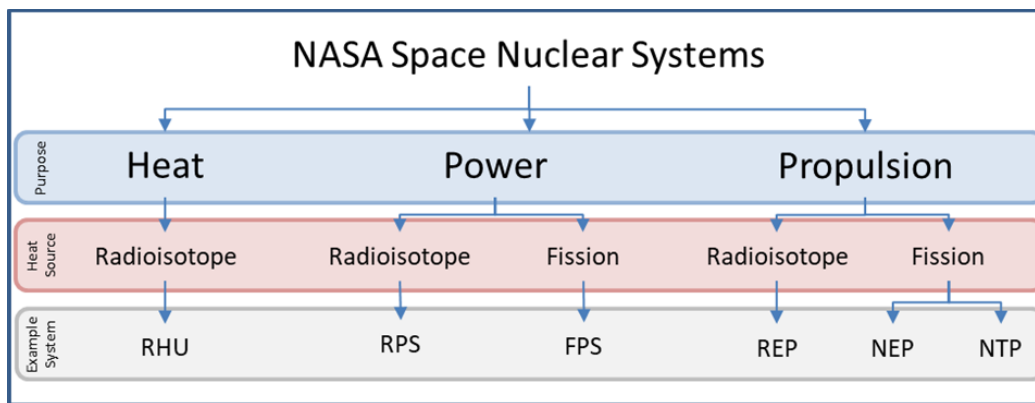 NASA Space Nuclear Systems
Purpose
Heat
Power
Propulsion
Heat
Source
Radioisotope
Radioisotope
Fission
Radioisotope
Fission
Example
System
RHU
RPS
FPS
REP
NEP
NTP